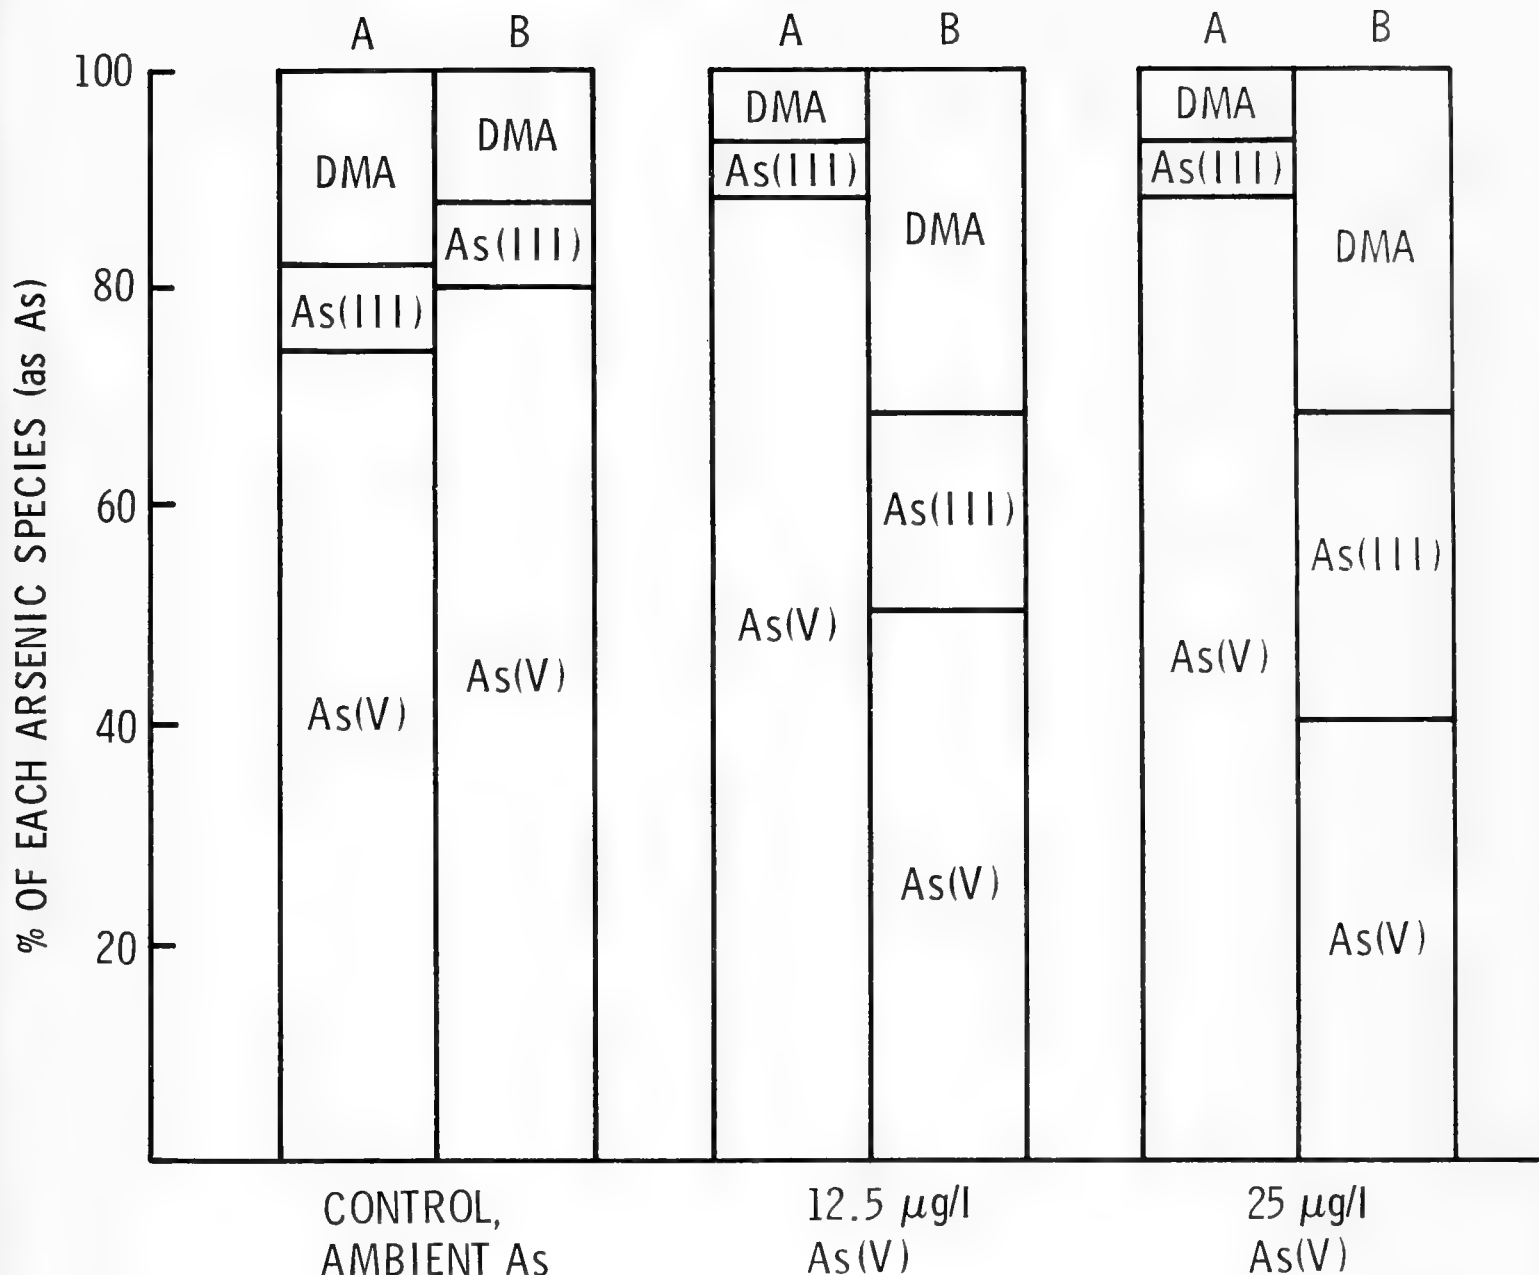 A B A B A B
100
80
60
40
20
% OF EACH ARSENIC SPECIES (as As)
DMA DMA DMA DMA DMA DMA
As(III) As(III) As(III) As(III) As(III) As(III)
As(V) As(V) As(V) As(V) As(V) As(V)
CONTROL,
AMBIENT As
12.5 µg/l
As(V)
25 µg/l
As(V)